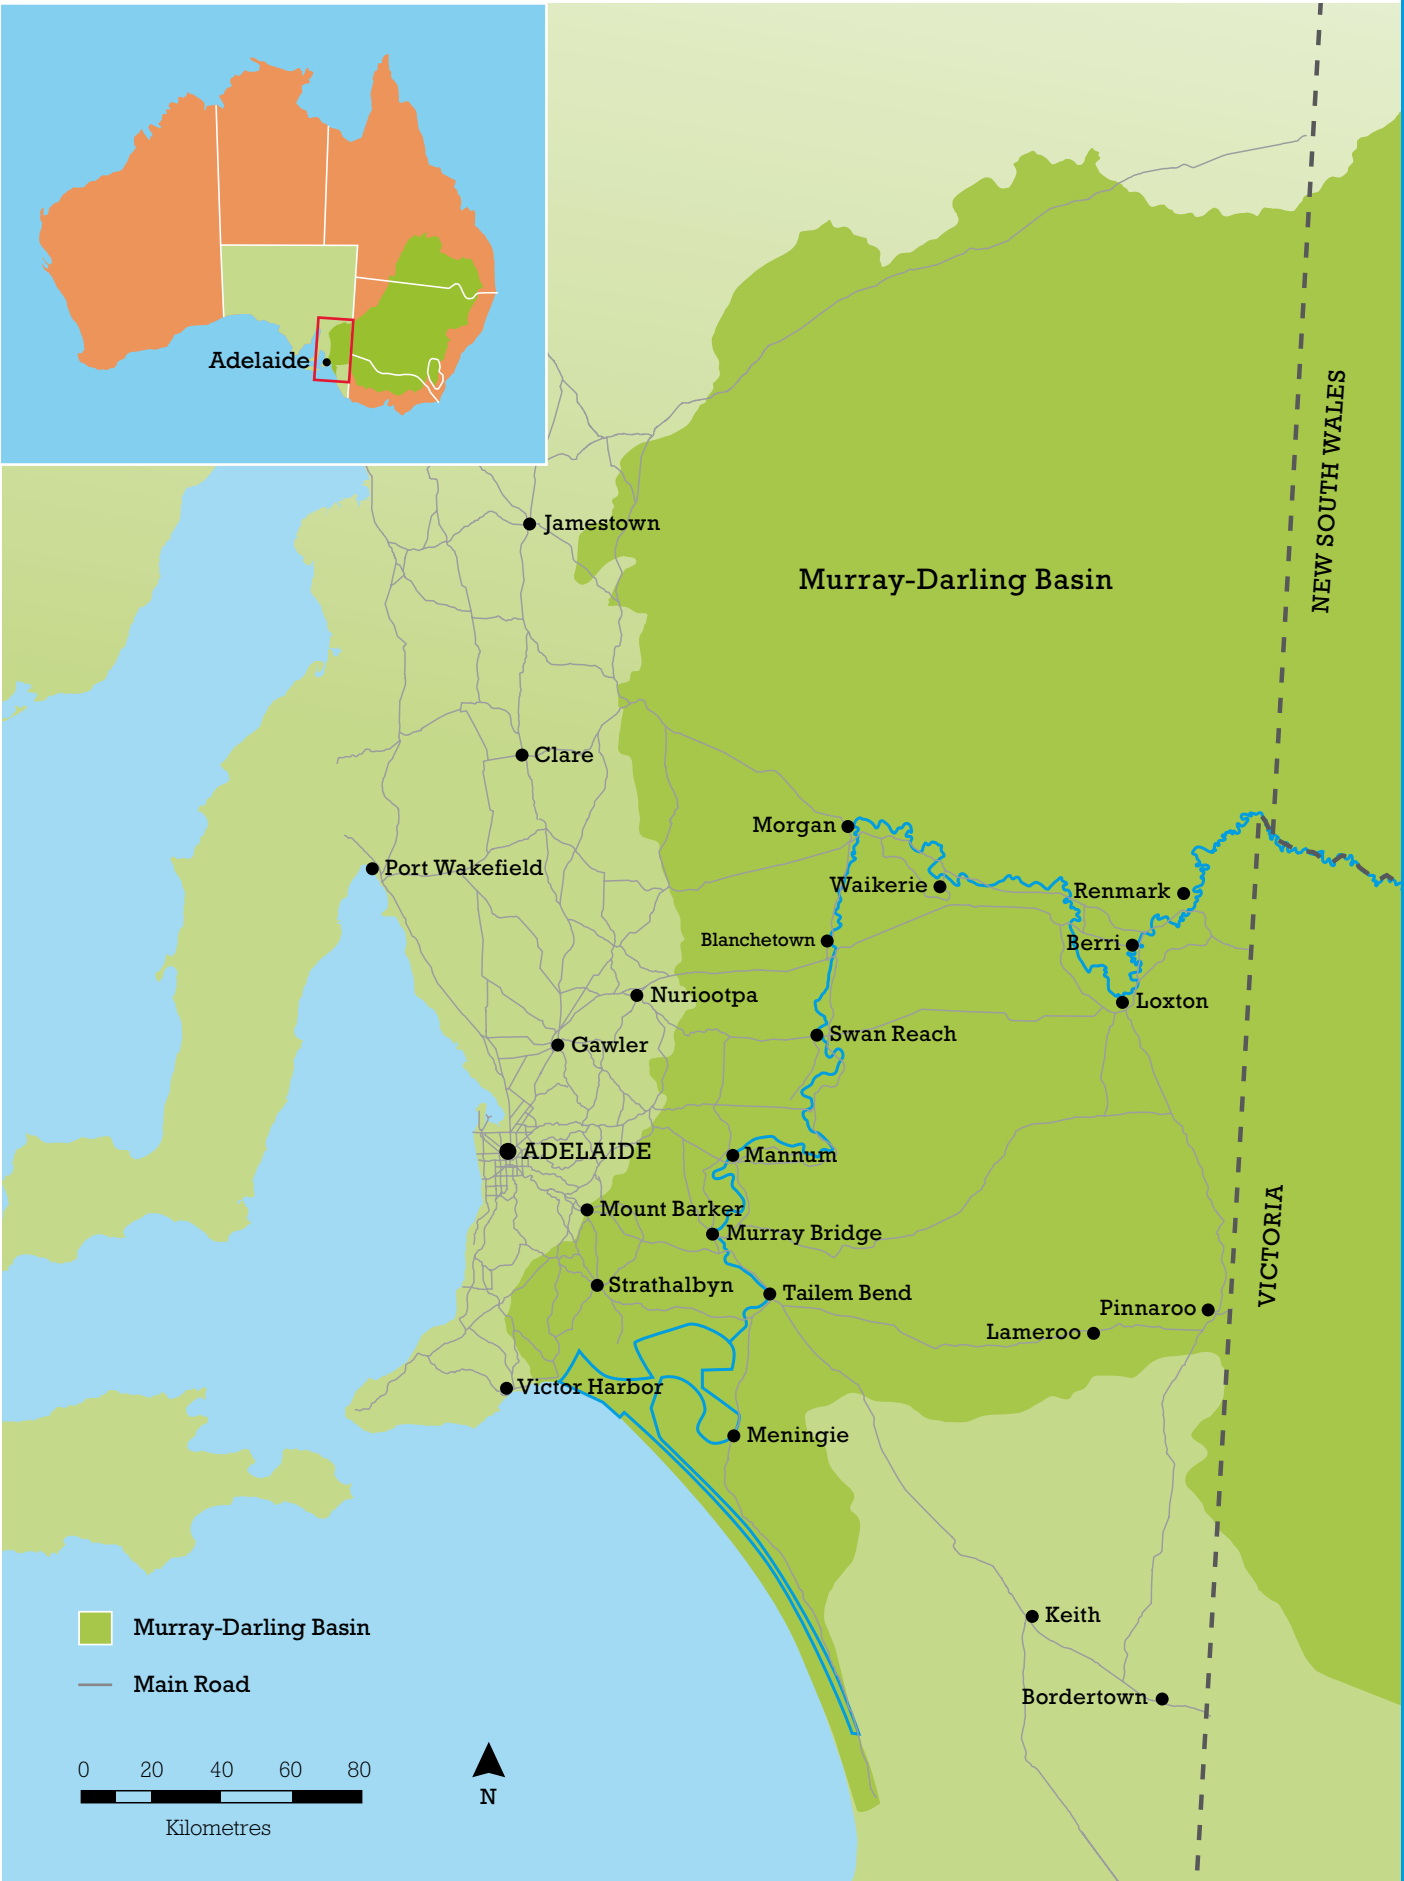 Adelaide
NEW SOUTH WALES
Jamestown
Murray-Darling Basin
Clare
Morgan
Port Wakefield
Waikerie
Renmark
Blanchetown
Berri
Nuriootpa
Loxton
Swan Reach
Gawler
ADELAIDE
Mannum
Mount Barker
Murray Bridge
VICTORIA
Strathalbyn
Tailem Bend
Pinnaroo
Lameroo
Victor Harbor
Meningie
Keith
Murray-Darling Basin
Main Road
Bordertown
0 20 40 60 80
N
Kilometres